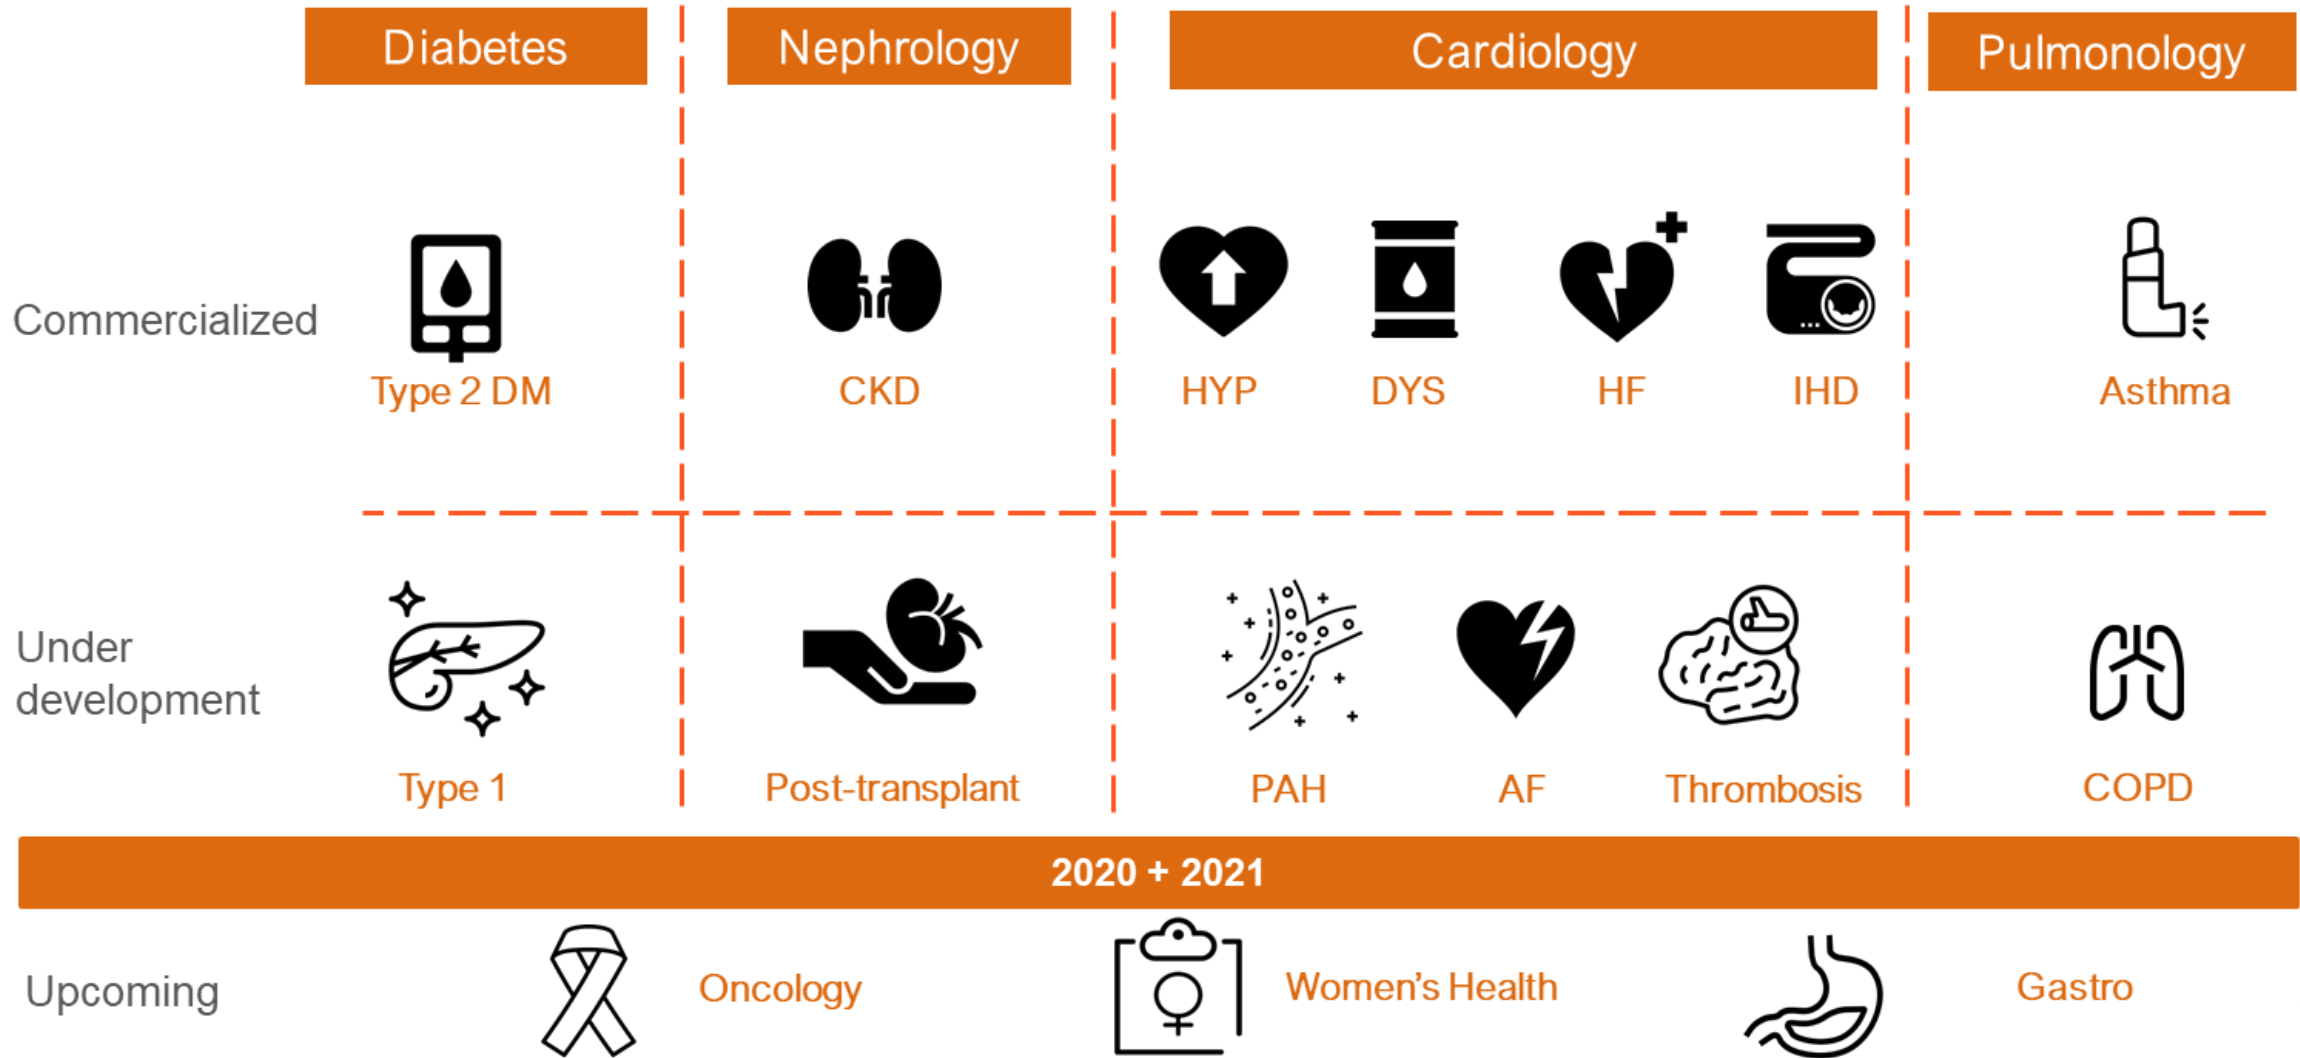 Diabetes
Nephrology
Cardiology
Pulmonology
Commercialized
Type 2 DM
CKD
HYP
DYS
HF
IHD
Asthma
Under
development
Type 1
Post-transplant
PAH
AF
Thrombosis
COPD
2020 + 2021
Upcoming
Oncology
Women’s Health
Gastro